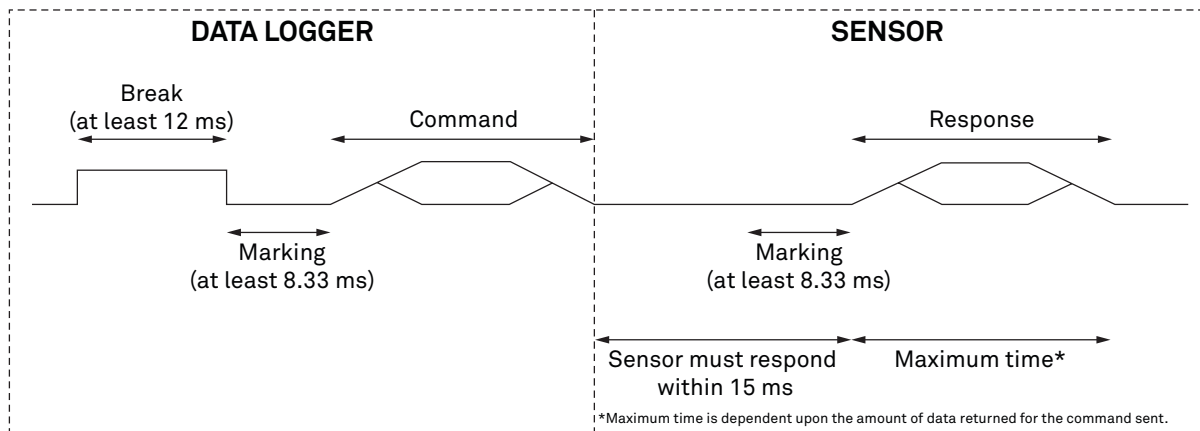 DATA LOGGER
SENSOR
Break
(at least 12 ms)
Command
Response
Marking
(at least 8.33 ms)
Marking
(at least 8.33 ms)
Sensor must respond
within 15 ms
Maximum time*
*Maximum time is dependent upon the amount of data returned for the command sent.